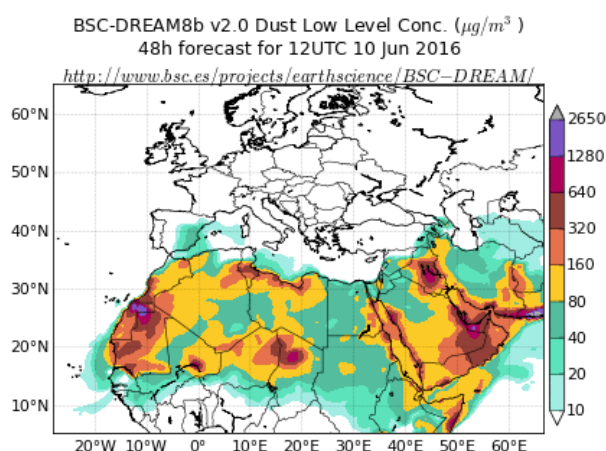 BSC-DREAM8b v2.0 Dust Low Level Conc. (μg/m³ )
48h forecast for 12UTC 10 Jun 2016
http://www.bsc.es/projects/earthscience/BSC−DREAM/
60°N
50°N
40°N
30°N
20°N
10°N
20°W 10°W 0° 10°E 20°E 30°E 40°E 50°E 60°E
2650
1280
640
320
160
80
40
20
10